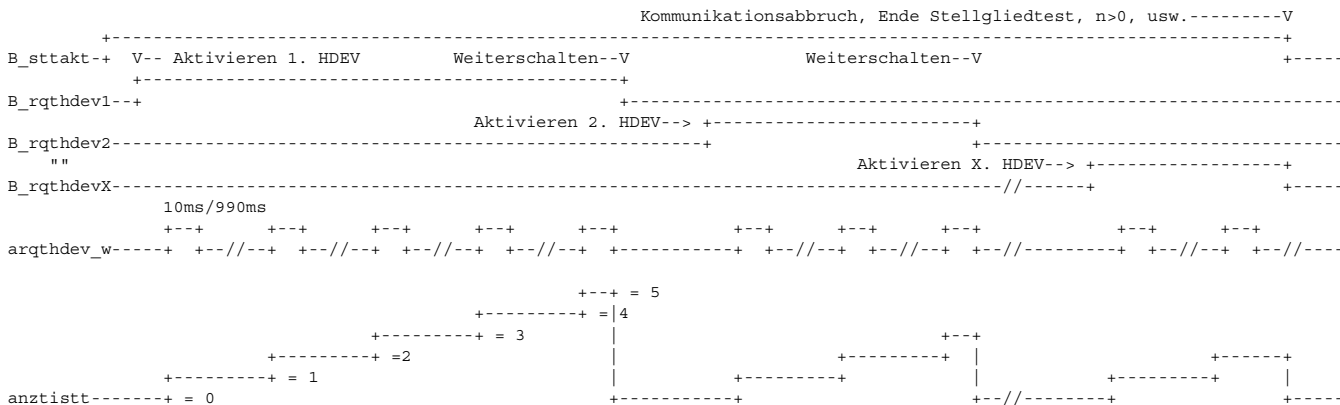 Kommunikationsabbruch, Ende Stellgliedtest, n>0, usw.---------V
B_sttakt-+ V-- Aktivieren 1. HDEV Weiterschalten--V Weiterschalten--V
B_rqthdev1--+
Aktivieren 2. HDEV-->
B_rqthdev2
""
Aktivieren X. HDEV-->
B_rqthdevX
10ms/990ms
arqthdev_w
= 5
= 4
= 3
=2
= 1
anztistt-------+ = 0